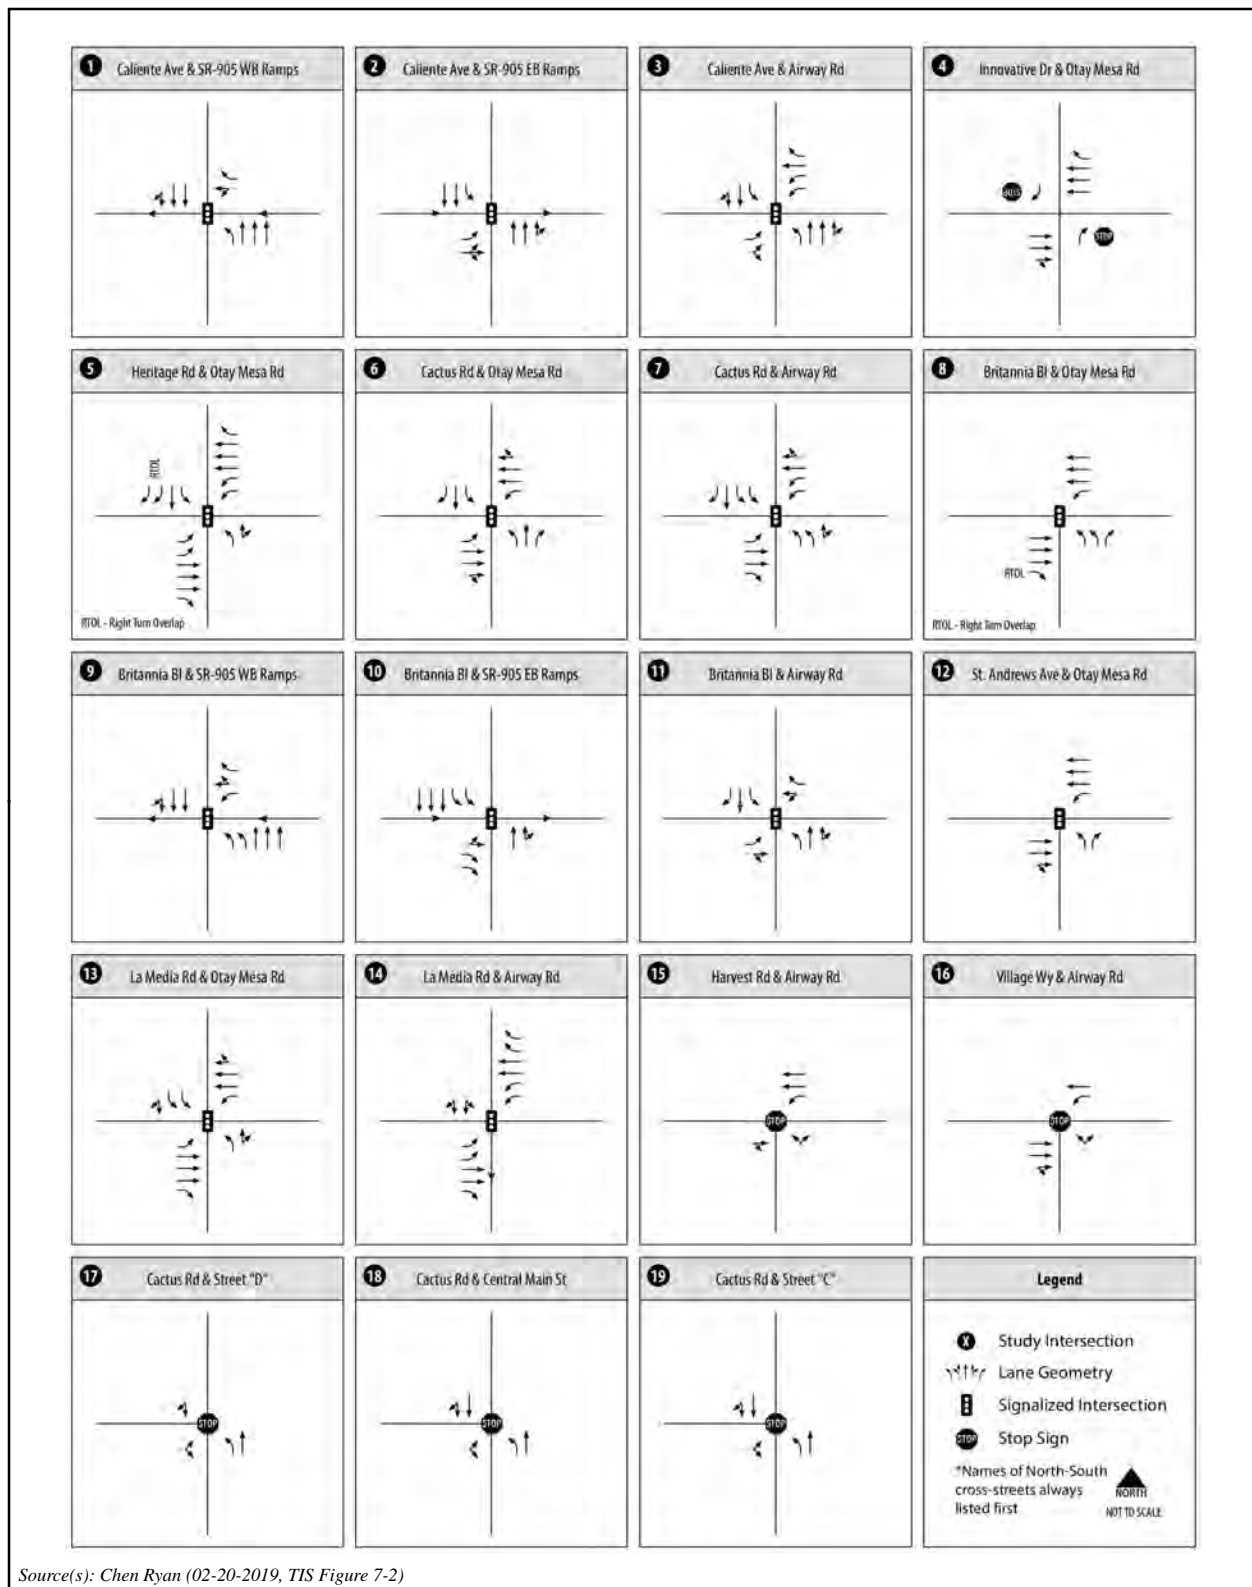 1 Caliente Ave & SR-905 WB Ramps
2 Caliente Ave & SR-905 EB Ramps
3 Caliente Ave & Airway Rd
4 Innovative Dr & Otay Mesa Rd
STOP
STOP
5 Heritage Rd & Otay Mesa Rd
RTOL
RTOL - Right Turn Overlap
6 Cactus Rd & Otay Mesa Rd
7 Cactus Rd & Airway Rd
8 Britannia Bl & Otay Mesa Rd
RTOL
RTOL - Right Turn Overlap
9 Britannia Bl & SR-905 WB Ramps
10 Britannia Bl & SR-905 EB Ramps
11 Britannia Bl & Airway Rd
12 St. Andrews Ave & Otay Mesa Rd
13 La Media Rd & Otay Mesa Rd
14 La Media Rd & Airway Rd
15 Harvest Rd & Airway Rd
STOP
16 Village Wy & Airway Rd
STOP
17 Cactus Rd & Street "D"
STOP
18 Cactus Rd & Central Main St
STOP
19 Cactus Rd & Street "C"
STOP
Legend
X Study Intersection
Lane Geometry
Signalized Intersection
STOP Stop Sign
*Names of North-South
cross-streets always
listed first
NORTH
NOT TO SCALE
Source(s): Chen Ryan (02-20-2019, TIS Figure 7-2)